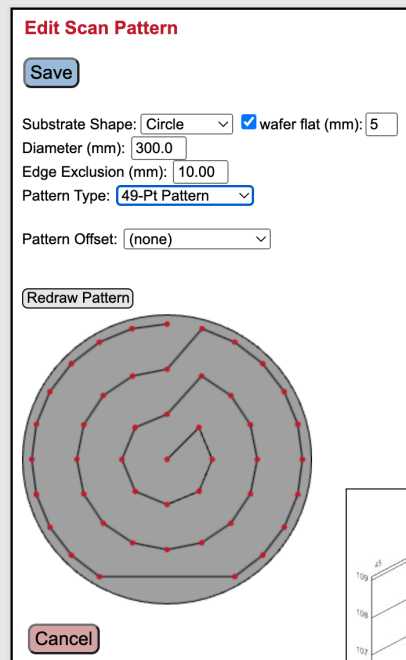 Edit Scan Pattern
Save
Substrate Shape: Circle wafer flat (mm): 5
Diameter (mm): 300.0
Edge Exclusion (mm): 10.00
Pattern Type: 49-Pt Pattern
Pattern Offset: (none)
Redraw Pattern
45
109
108
107
Cancel